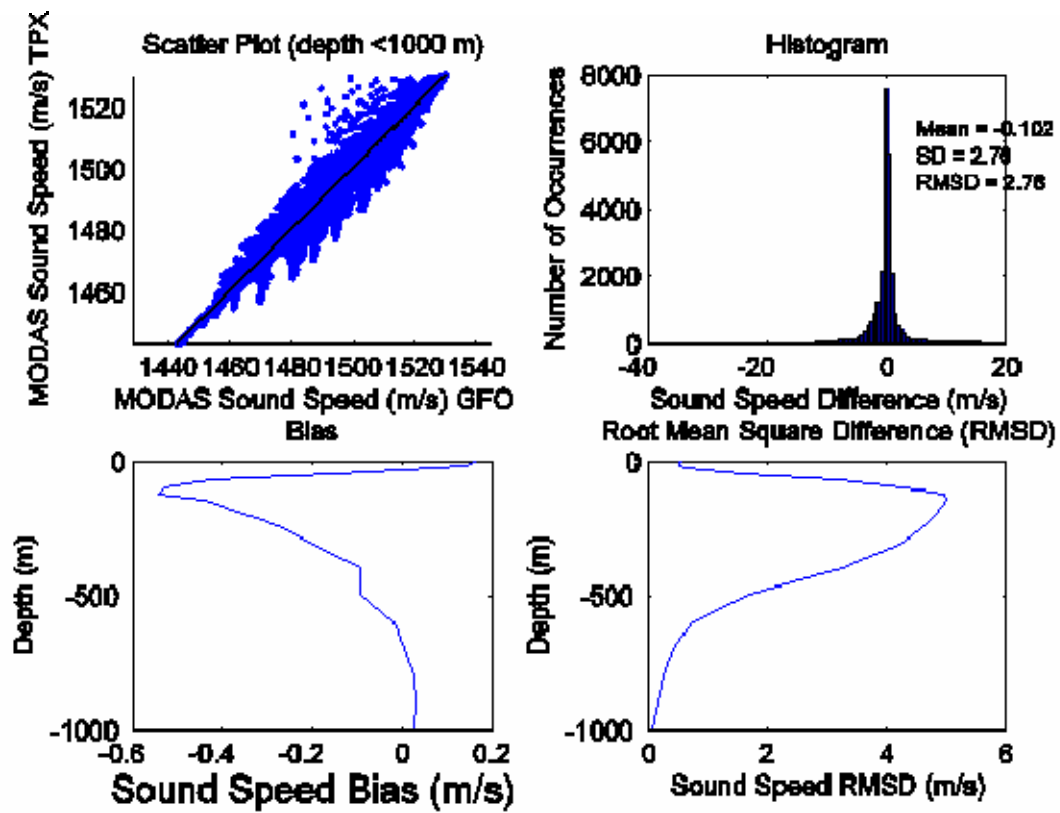 Scatter Plot (depth <1000 m)
MODAS Sound Speed (m/s) TPX
1520
1500
1480
1460
1440 1460 1480 1500 1520 1540
MODAS Sound Speed (m/s) GFO
Histogram
Number of Occurrences
8000
6000
4000
2000
0
Mean = -0.102
SD = 2.76
RMSD = 2.76
-40 -20 0 20
Sound Speed Difference (m/s)
Bias
Depth (m)
0
-500
-1000
-0.6 -0.4 -0.2 0 0.2
Sound Speed Bias (m/s)
Root Mean Square Difference (RMSD)
Depth (m)
0
-500
-1000
0 2 4 6
Sound Speed RMSD (m/s)